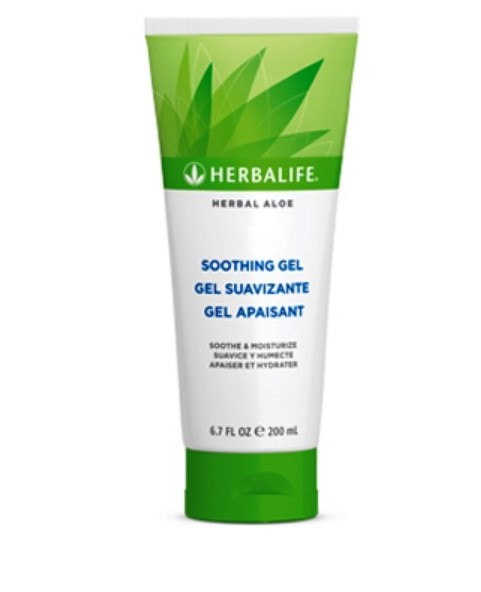 HERBALIFE®
HERBAL ALOE
SOOTHING GEL
GEL SUAVIZANTE
GEL APAISANT
SOOTHE & MOISTURIZE
SUAVICE Y HUMECTE
APAISER ET HYDRATER
6.7 FL OZ ℮ 200 mL